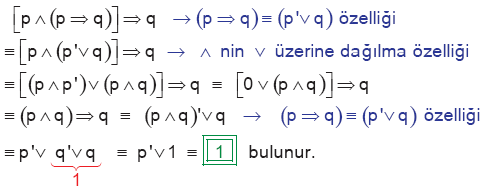 [p ∧ (p ⇒ q)] ⇒ q → (p ⇒ q) ≡ (p' ∨ q) özelliği
≡ [p ∧ (p' ∨ q)] ⇒ q → ∧ nin ∨ üzerine dağılma özelliği
≡ [(p ∧ p') ∨ (p ∧ q)] ⇒ q ≡ [0 ∨ (p ∧ q)] ⇒ q
≡ (p ∧ q) ⇒ q ≡ (p ∧ q)' ∨ q → (p ⇒ q) ≡ (p' ∨ q) özelliği
≡ p' ∨ q' ∨ q ≡ p' ∨ 1 ≡ 1 bulunur.
1